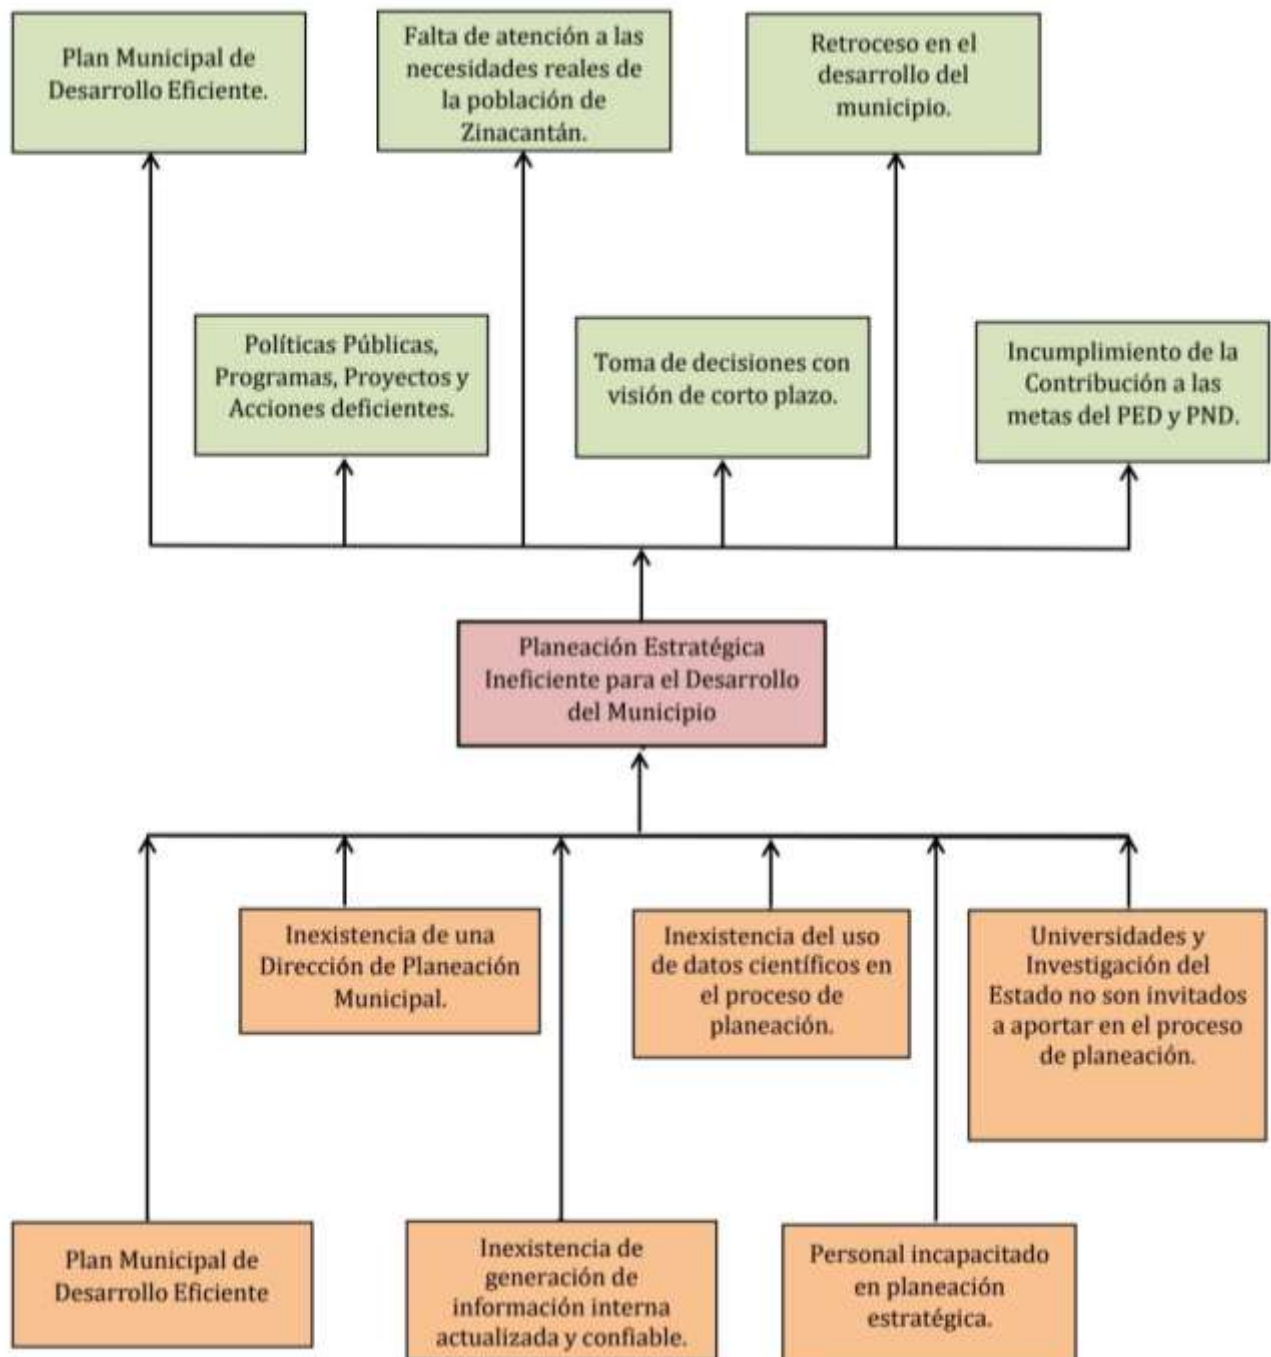 Plan Municipal de
Desarrollo Eficiente.
Falta de atención a las
necesidades reales de
la población de
Zinacantán.
Retroceso en el
desarrollo del
municipio.
Políticas Públicas,
Programas, Proyectos y
Acciones deficientes.
Toma de decisiones con
visión de corto plazo.
Incumplimiento de la
Contribución a las
metas del PED y PND.
Planeación Estratégica
Ineficiente para el Desarrollo
del Municipio
Inexistencia de una
Dirección de Planeación
Municipal.
Inexistencia del uso
de datos científicos en
el proceso de
planeación.
Universidades y
Investigación del
Estado no son invitados
a aportar en el proceso
de planeación.
Plan Municipal de
Desarrollo Eficiente
Inexistencia de
generación de
información interna
actualizada y confiable.
Personal incapacitado
en planeación
estratégica.